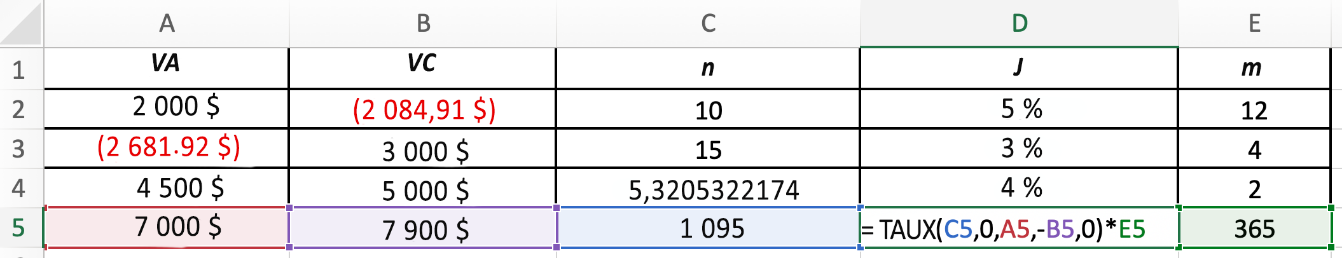 A B C D E
1 VA VC n J m
2 2 000 $ (2 084,91 $) 10 5 % 12
3 (2 681.92 $) 3 000 $ 15 3 % 4
4 4 500 $ 5 000 $ 5,3205322174 4 % 2
5 7 000 $ 7 900 $ 1 095 = TAUX(C5,0,A5,-B5,0)*E5 365